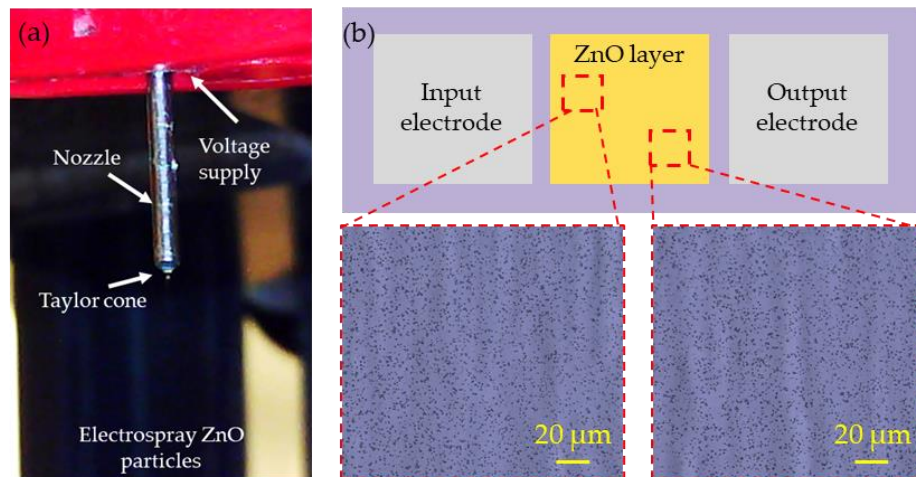 (a)
Voltage
supply
Nozzle
Taylor cone
Electrospray ZnO
particles
(b)
ZnO layer
Input
electrode
Output
electrode
20 μm
20 μm